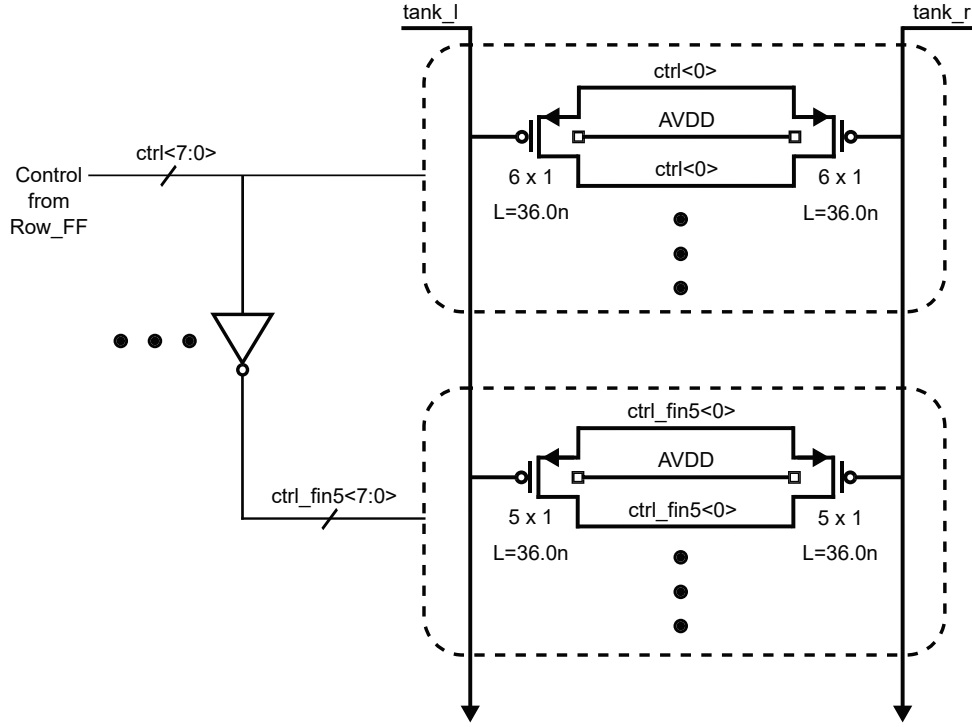 tank_l
tank_r
ctrl<0>
AVDD
ctrl<0>
6 x 1
6 x 1
L=36.0n
L=36.0n
ctrl<7:0>
Control
from
Row_FF
ctrl_fin5<0>
AVDD
ctrl_fin5<0>
ctrl_fin5<7:0>
5 x 1
5 x 1
L=36.0n
L=36.0n